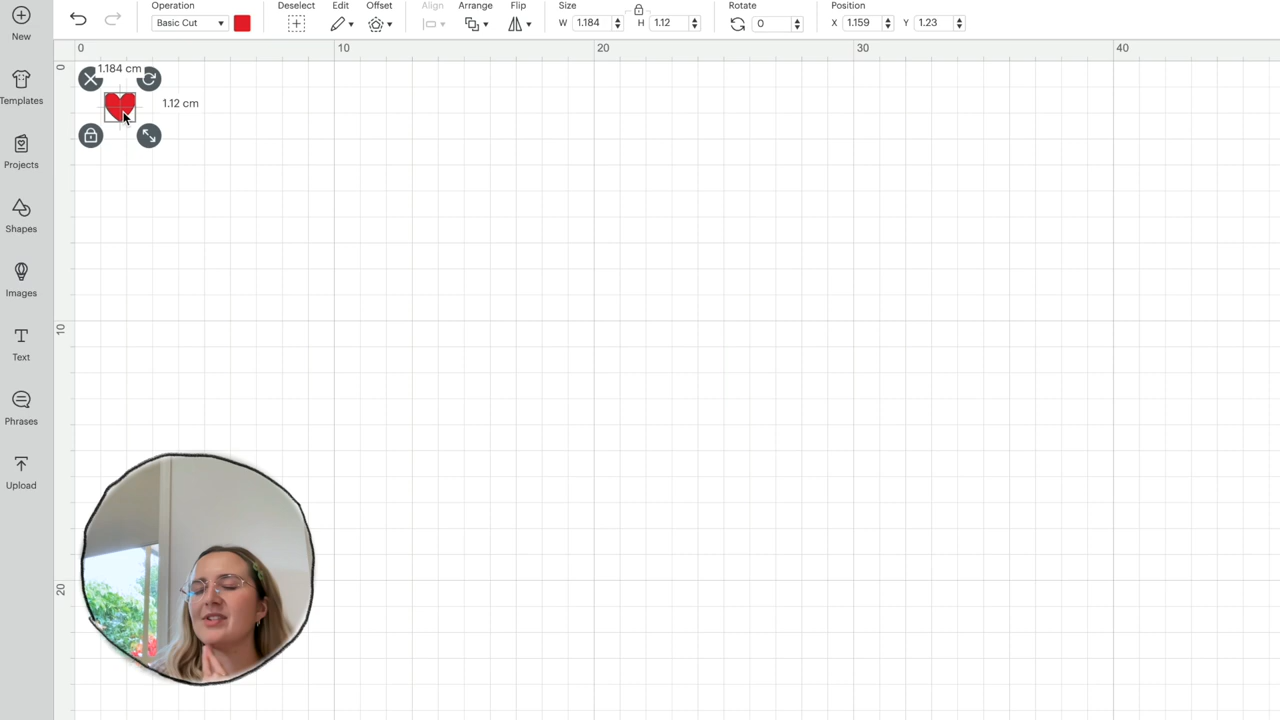 Operation
Basic Cut
Deselect
Edit
Offset
Align
Arrange
Flip
Size
W 1.184
H 1.12
Rotate
0
Position
X 1.159
Y 1.23
New
Templates
Projects
Shapes
Images
Text
Phrases
Upload
0
10
20
30
40
0
10
20
1.184 cm
1.12 cm